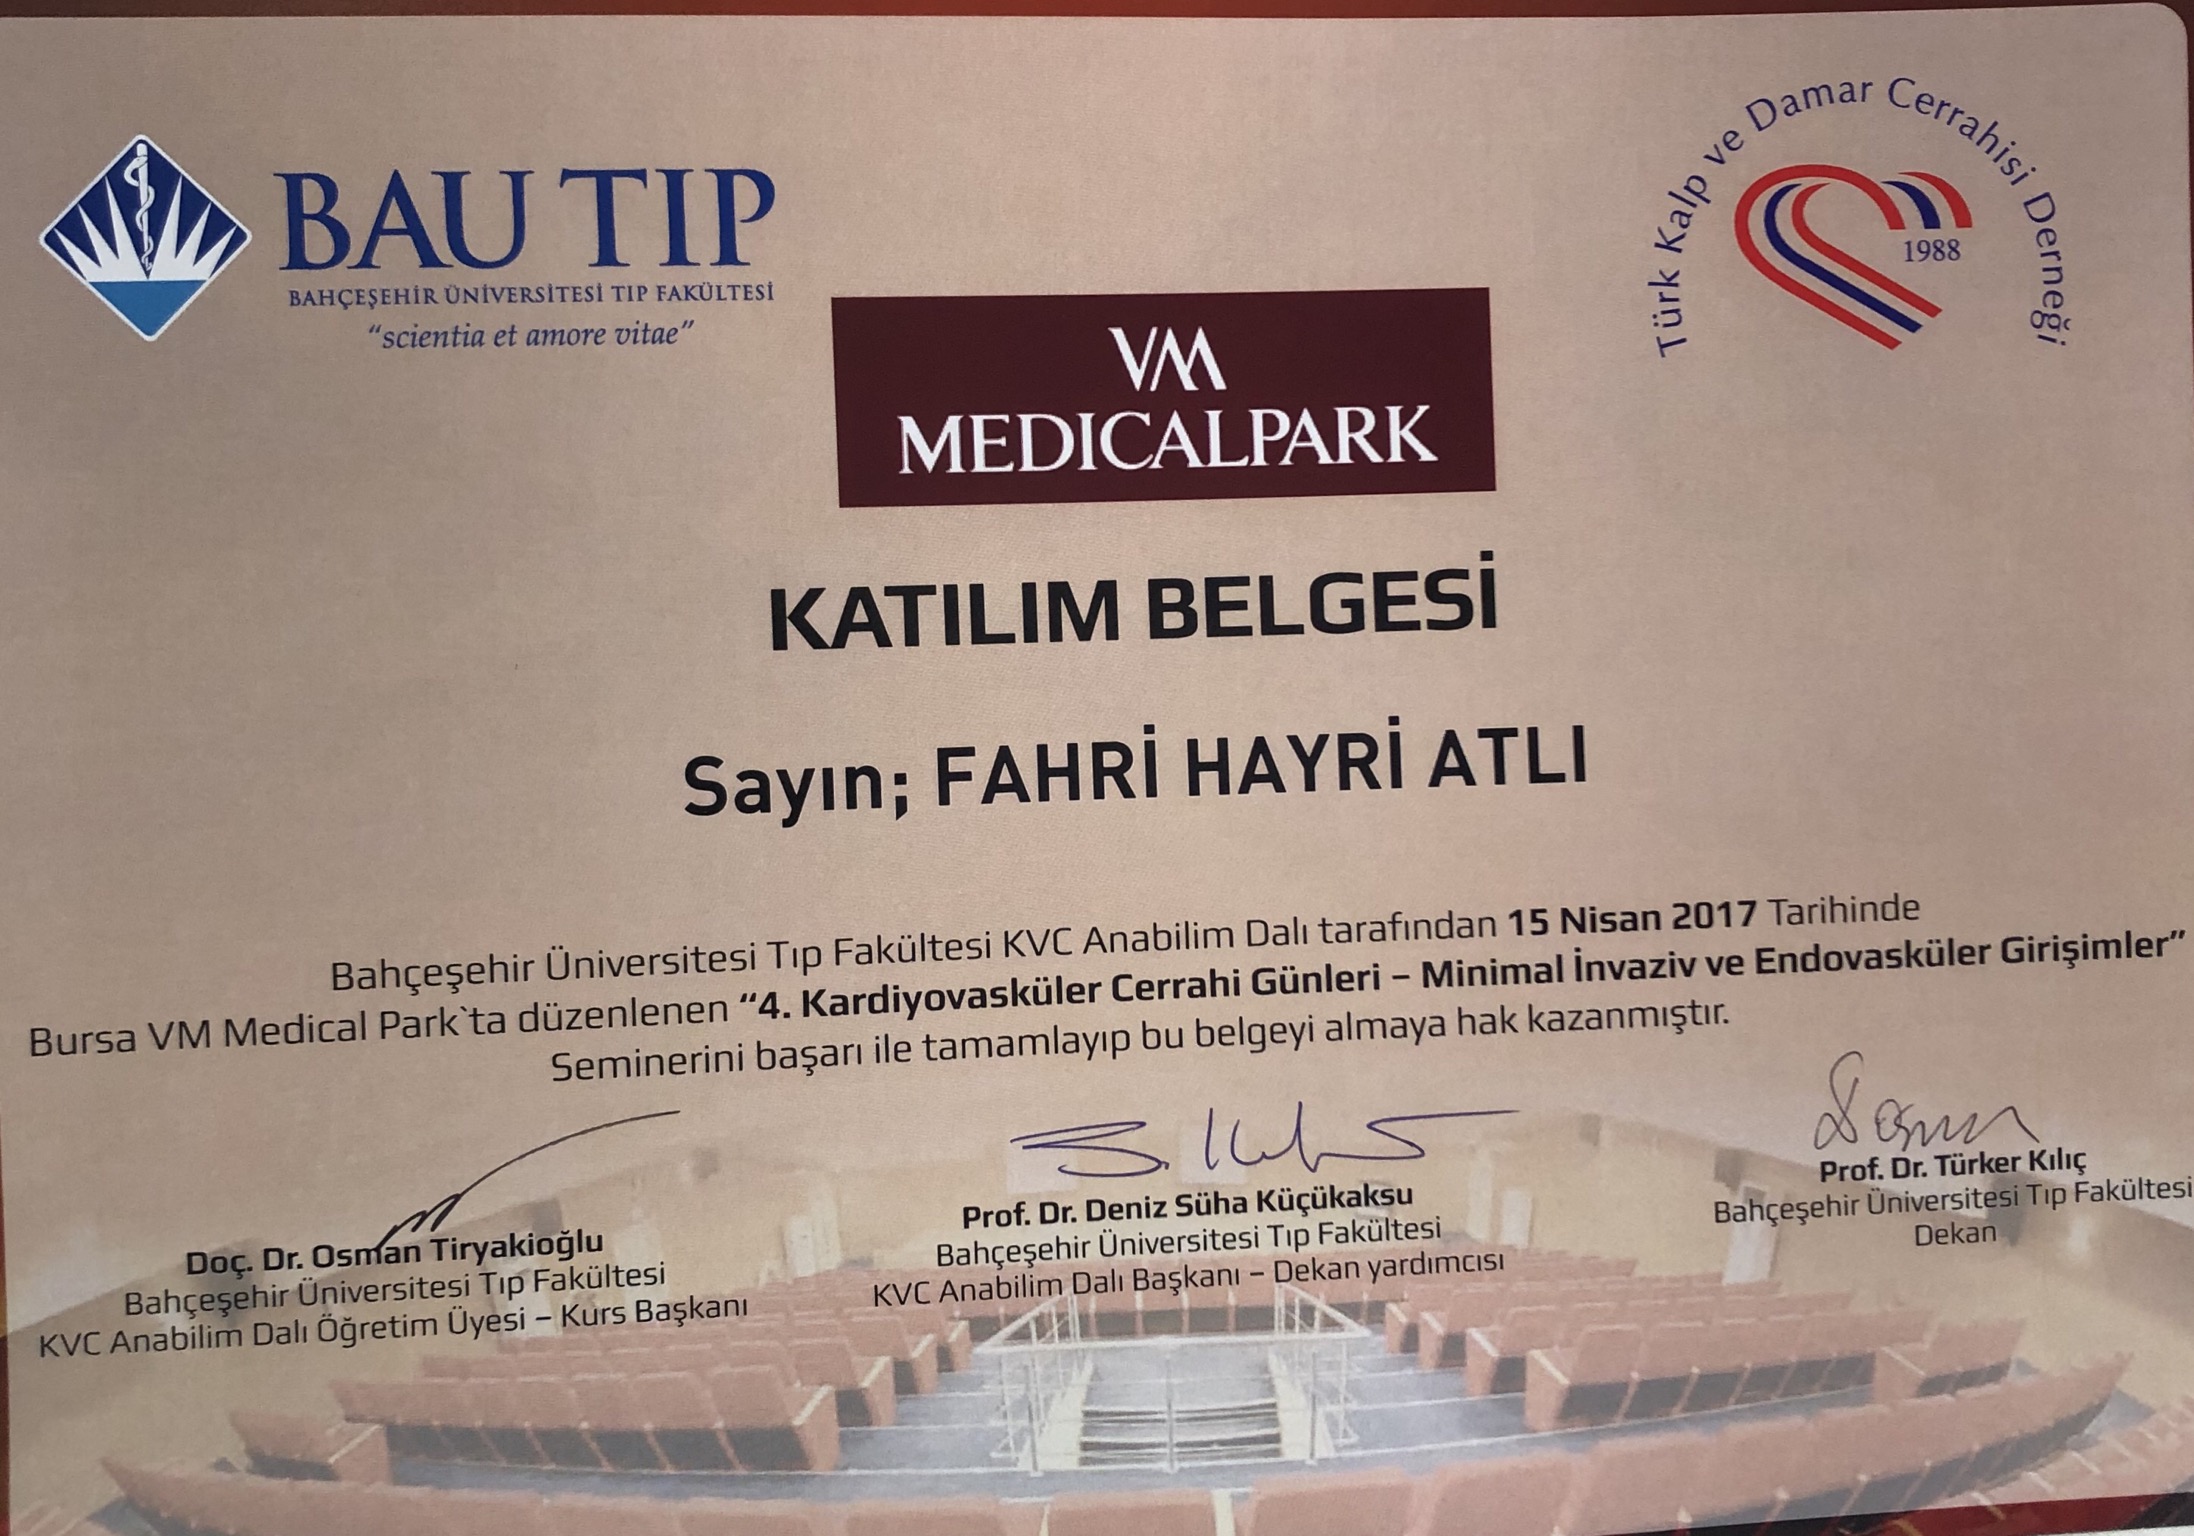 BAU TIP
BAHÇEŞEHİR ÜNİVERSİTESİ TIP FAKÜLTESİ
"scientia et amore vitae"
Türk Kalp ve Damar Cerrahisi Derneği
1988
VM
MEDICALPARK
KATILIM BELGESİ
Sayın; FAHRİ HAYRİ ATLI
Bahçeşehir Üniversitesi Tıp Fakültesi KVC Anabilim Dalı tarafından 15 Nisan 2017 Tarihinde
Bursa VM Medical Park`ta düzenlenen “4. Kardiyovasküler Cerrahi Günleri – Minimal İnvaziv ve Endovasküler Girişimler”
Seminerini başarı ile tamamlayıp bu belgeyi almaya hak kazanmıştır.
Doç. Dr. Osman Tiryakioğlu
Bahçeşehir Üniversitesi Tıp Fakültesi
KVC Anabilim Dalı Öğretim Üyesi – Kurs Başkanı
Prof. Dr. Deniz Süha Küçükaksu
Bahçeşehir Üniversitesi Tıp Fakültesi
KVC Anabilim Dalı Başkanı – Dekan yardımcısı
Prof. Dr. Türker Kılıç
Bahçeşehir Üniversitesi Tıp Fakültesi
Dekan